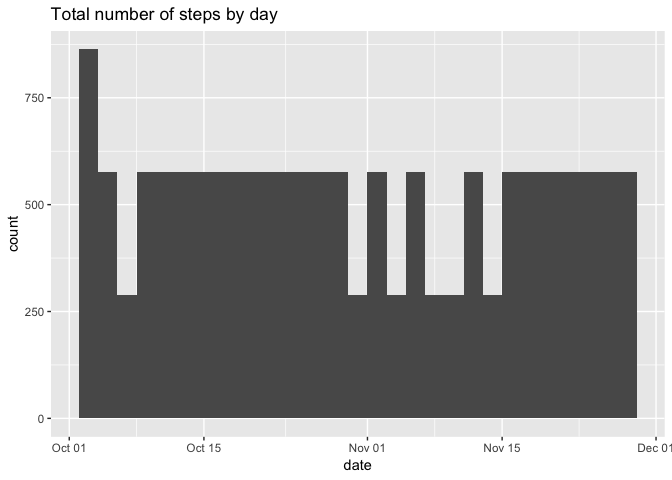 Total number of steps by day
750
500
250
0
count
Oct 01 Oct 15 Nov 01 Nov 15 Dec 01
date